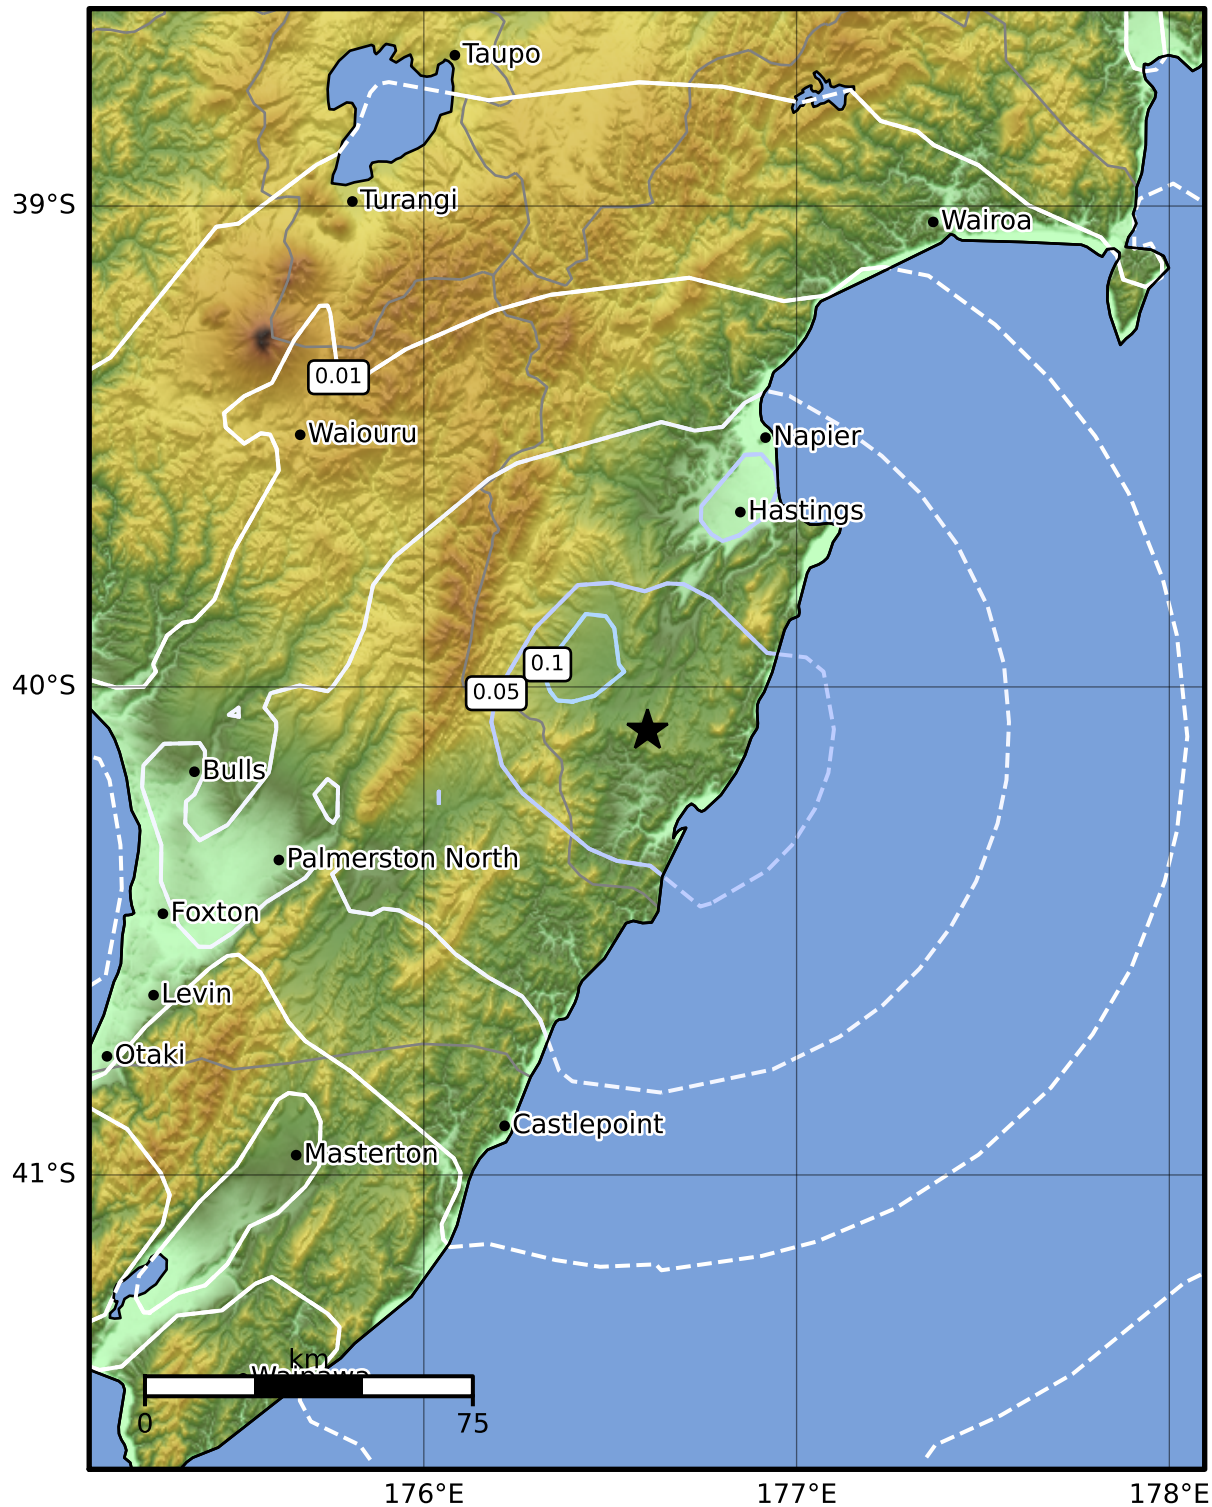 Taupo
39°S
Turangi
Wairoa
0.01
Waiouru
Napier
Hastings
0.1
40°S
0.05
Bulls
Palmerston North
Foxton
Levin
Otaki
Castlepoint
Masterton
41°S
km
Waipawa
0 75
176°E 177°E 178°E